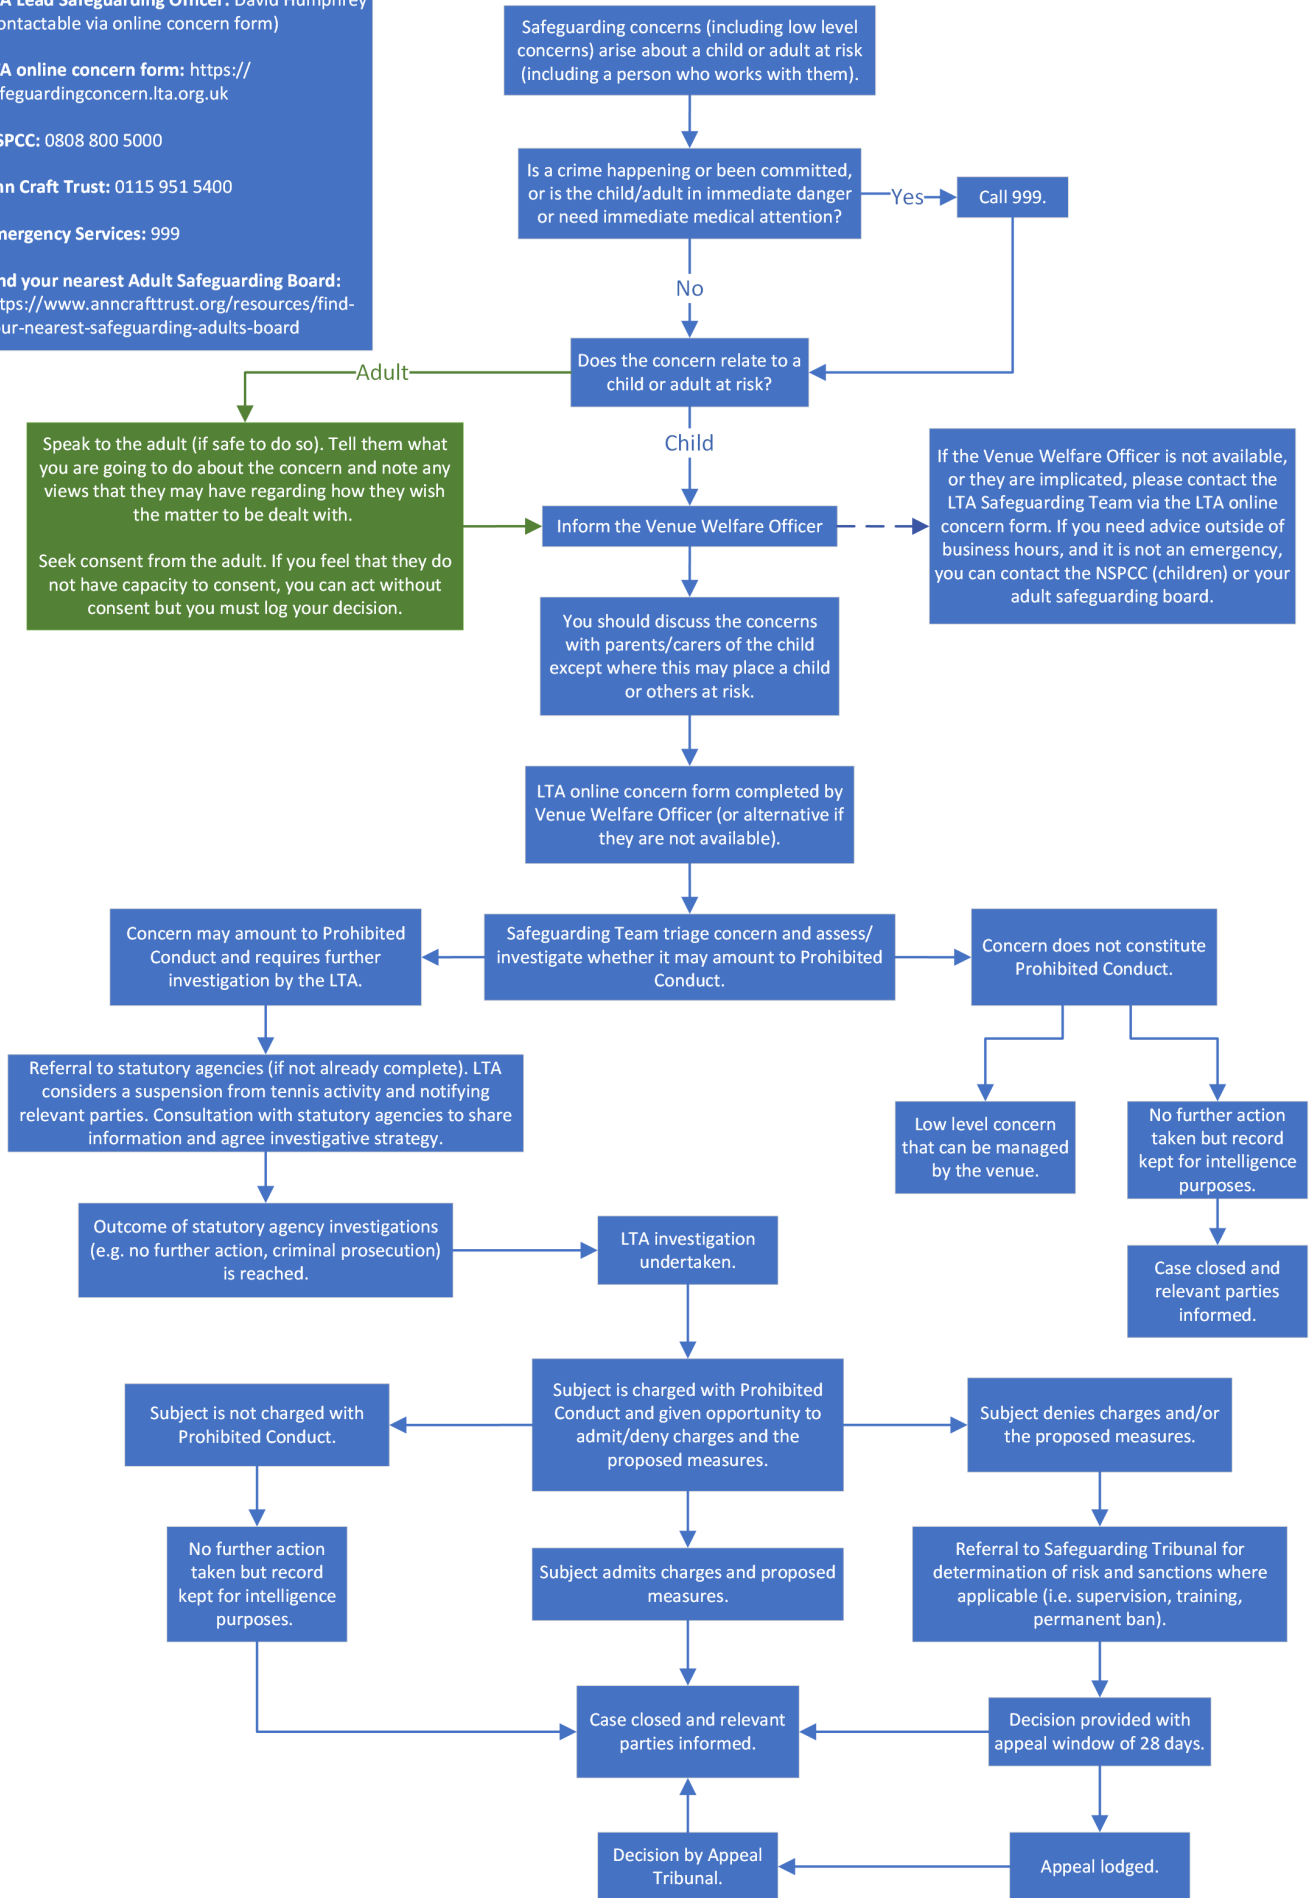 A Lead Safeguarding Officer: David Humphrey
ontactable via online concern form)
A online concern form: https://
feguardingconcern.lta.org.uk
SPCC: 0808 800 5000
nn Craft Trust: 0115 951 5400
mergency Services: 999
nd your nearest Adult Safeguarding Board:
tps://www.anncrafttrust.org/resources/find-
ur-nearest-safeguarding-adults-board
Safeguarding concerns (including low level
concerns) arise about a child or adult at risk
(including a person who works with them).
Is a crime happening or been committed,
or is the child/adult in immediate danger
or need immediate medical attention?
Yes
Call 999.
No
Does the concern relate to a
child or adult at risk?
Adult
Child
Speak to the adult (if safe to do so). Tell them what
you are going to do about the concern and note any
views that they may have regarding how they wish
the matter to be dealt with.
Seek consent from the adult. If you feel that they do
not have capacity to consent, you can act without
consent but you must log your decision.
Inform the Venue Welfare Officer
If the Venue Welfare Officer is not available,
or they are implicated, please contact the
LTA Safeguarding Team via the LTA online
concern form. If you need advice outside of
business hours, and it is not an emergency,
you can contact the NSPCC (children) or your
adult safeguarding board.
You should discuss the concerns
with parents/carers of the child
except where this may place a child
or others at risk.
LTA online concern form completed by
Venue Welfare Officer (or alternative if
they are not available).
Safeguarding Team triage concern and assess/
investigate whether it may amount to Prohibited
Conduct.
Concern may amount to Prohibited
Conduct and requires further
investigation by the LTA.
Concern does not constitute
Prohibited Conduct.
Referral to statutory agencies (if not already complete). LTA
considers a suspension from tennis activity and notifying
relevant parties. Consultation with statutory agencies to share
information and agree investigative strategy.
Low level concern
that can be managed
by the venue.
No further action
taken but record
kept for intelligence
purposes.
Outcome of statutory agency investigations
(e.g. no further action, criminal prosecution)
is reached.
LTA investigation
undertaken.
Case closed and
relevant parties
informed.
Subject is not charged with
Prohibited Conduct.
Subject is charged with Prohibited
Conduct and given opportunity to
admit/deny charges and the
proposed measures.
Subject denies charges and/or
the proposed measures.
No further action
taken but record
kept for intelligence
purposes.
Subject admits charges and proposed
measures.
Referral to Safeguarding Tribunal for
determination of risk and sanctions where
applicable (i.e. supervision, training,
permanent ban).
Case closed and relevant
parties informed.
Decision provided with
appeal window of 28 days.
Decision by Appeal
Tribunal.
Appeal lodged.